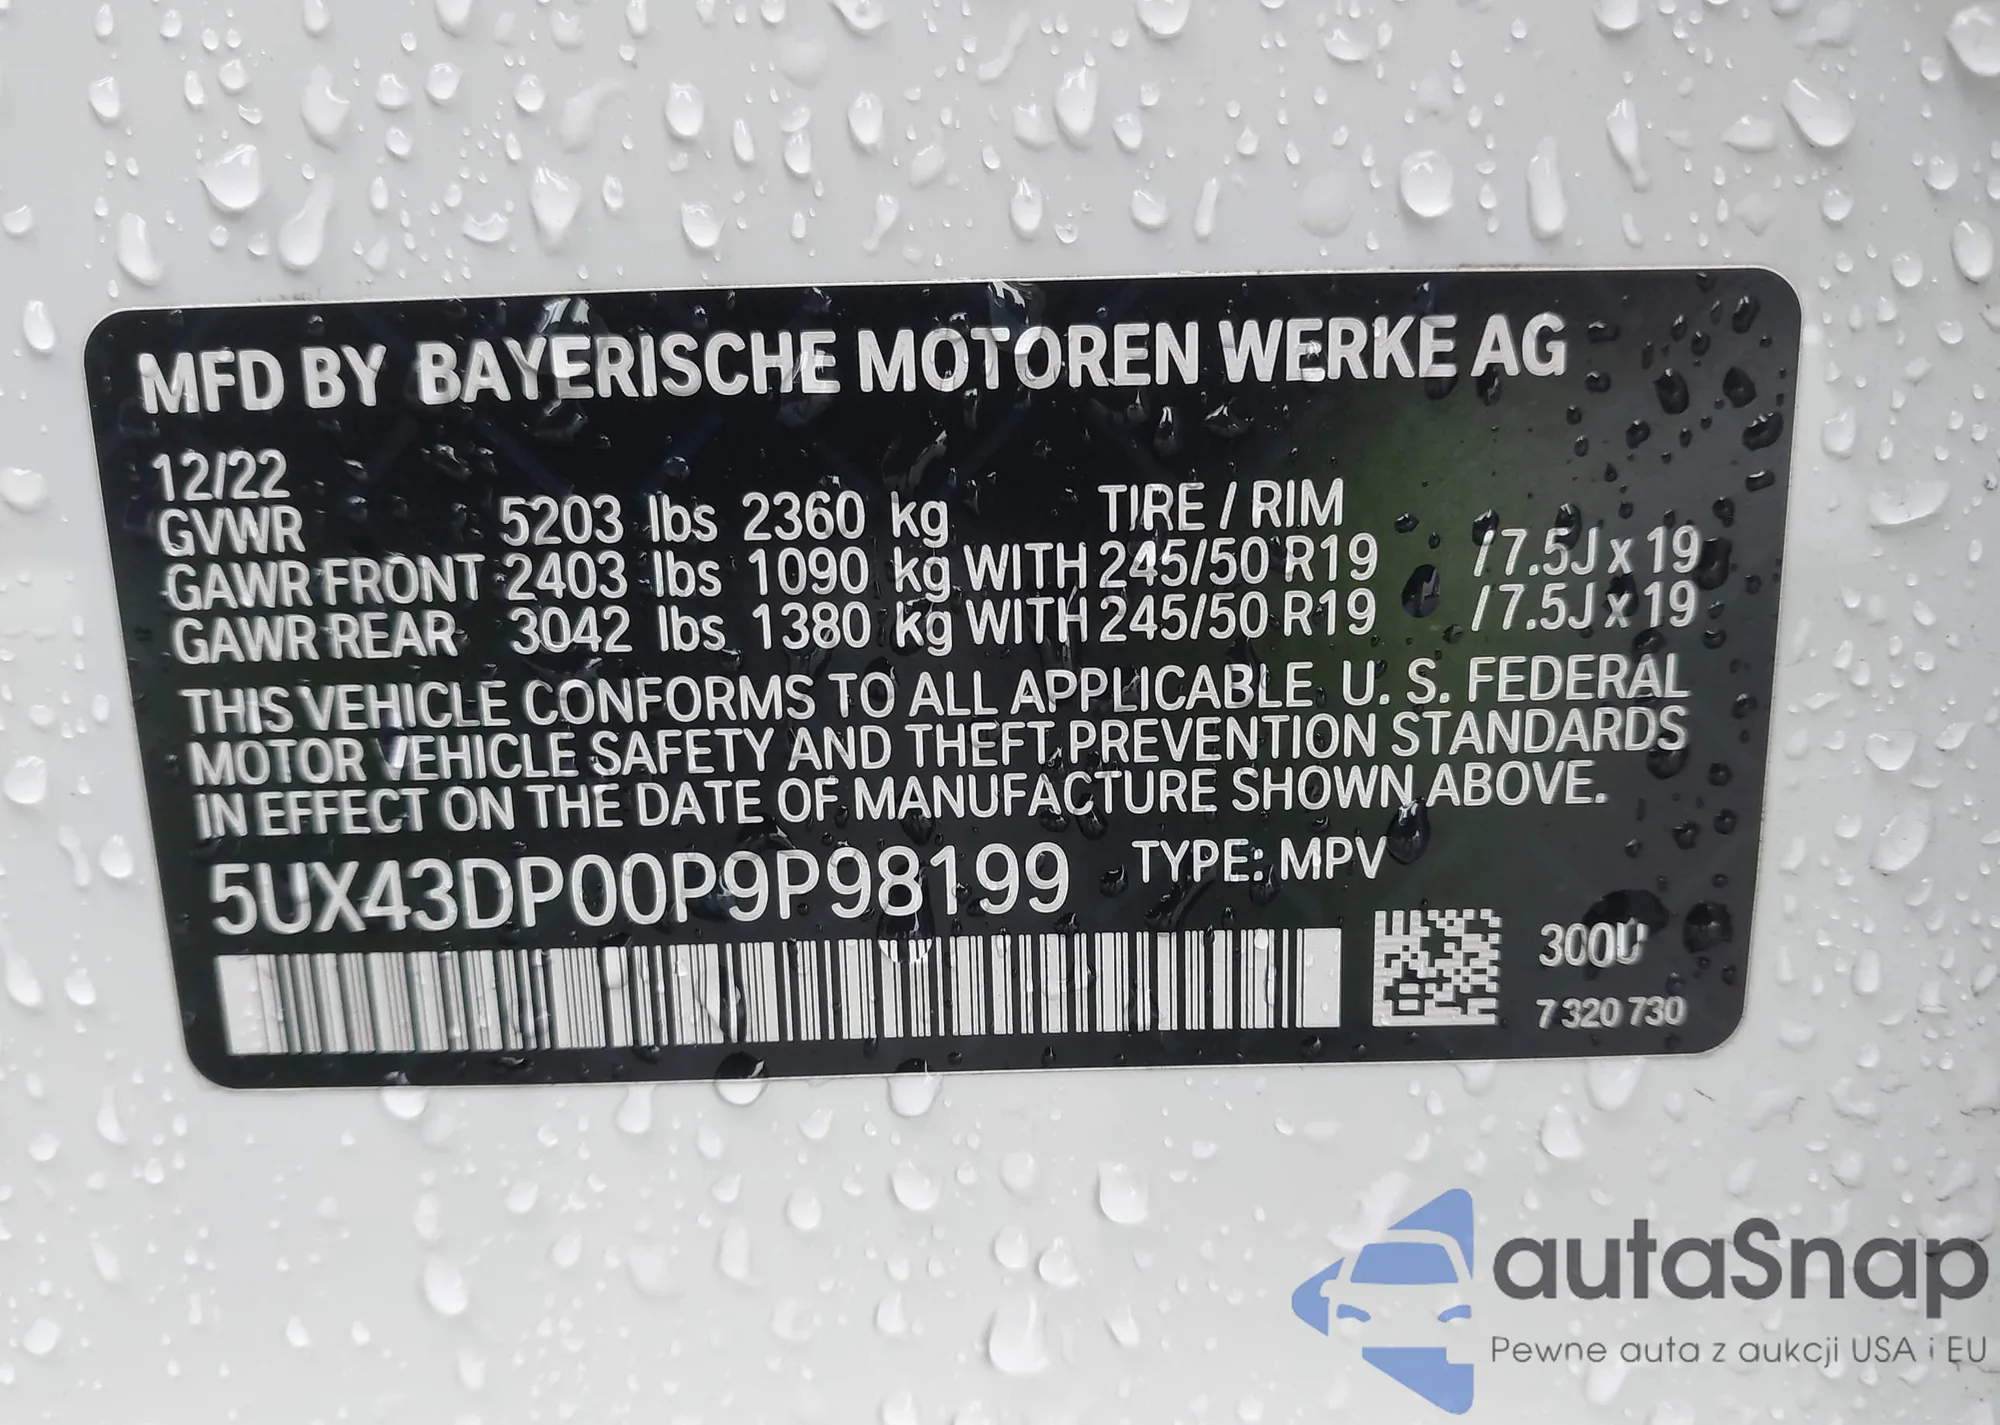 MFD BY BAYERISCHE MOTOREN WERKE AG
12/22
GVWR 5203 lbs 2360 kg TIRE / RIM
GAWR FRONT 2403 lbs 1090 kg WITH 245/50 R19 / 7.5J x 19
GAWR REAR 3042 lbs 1380 kg WITH 245/50 R19 / 7.5J x 19
THIS VEHICLE CONFORMS TO ALL APPLICABLE U. S. FEDERAL
MOTOR VEHICLE SAFETY AND THEFT PREVENTION STANDARDS
IN EFFECT ON THE DATE OF MANUFACTURE SHOWN ABOVE.
5UX43DP00P9P98199 TYPE: MPV
300U
7 320 730
autaSnap
Pewne auta z aukcji USA i EU